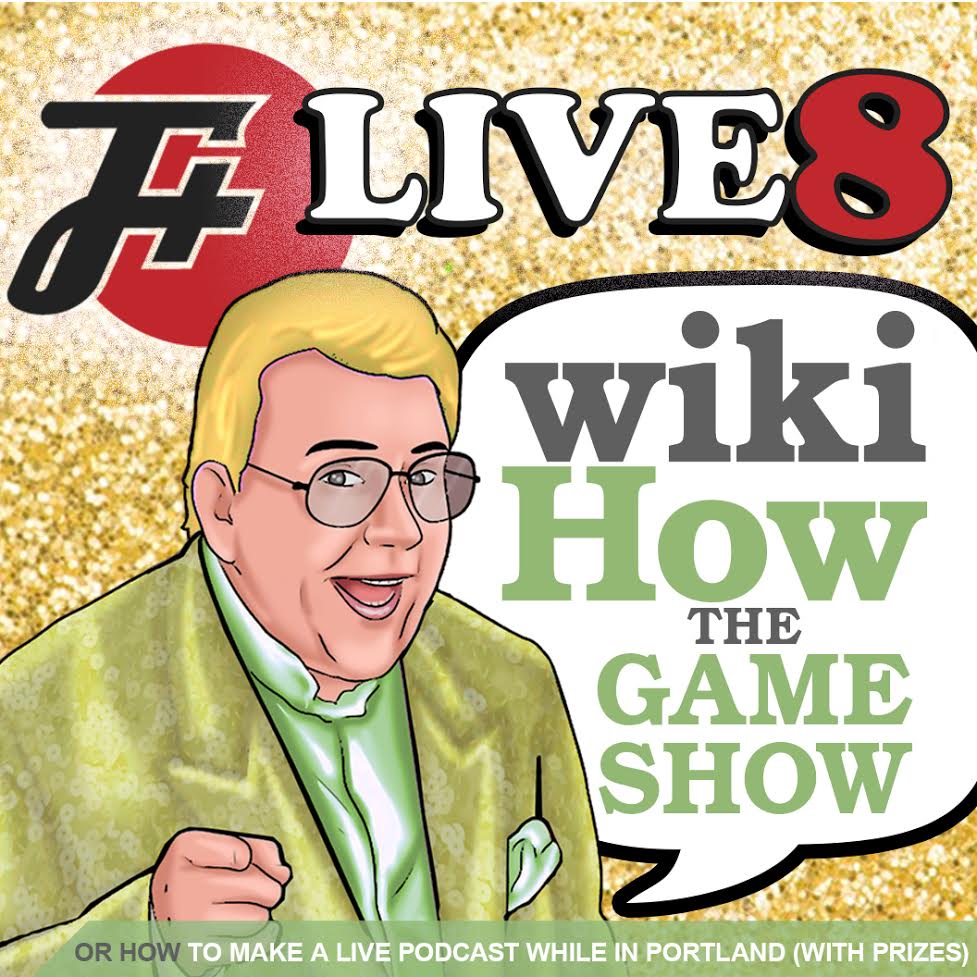 LIVE8
wiki
How
THE
GAME
SHOW
OR HOW TO MAKE A LIVE PODCAST WHILE IN PORTLAND (WITH PRIZES)